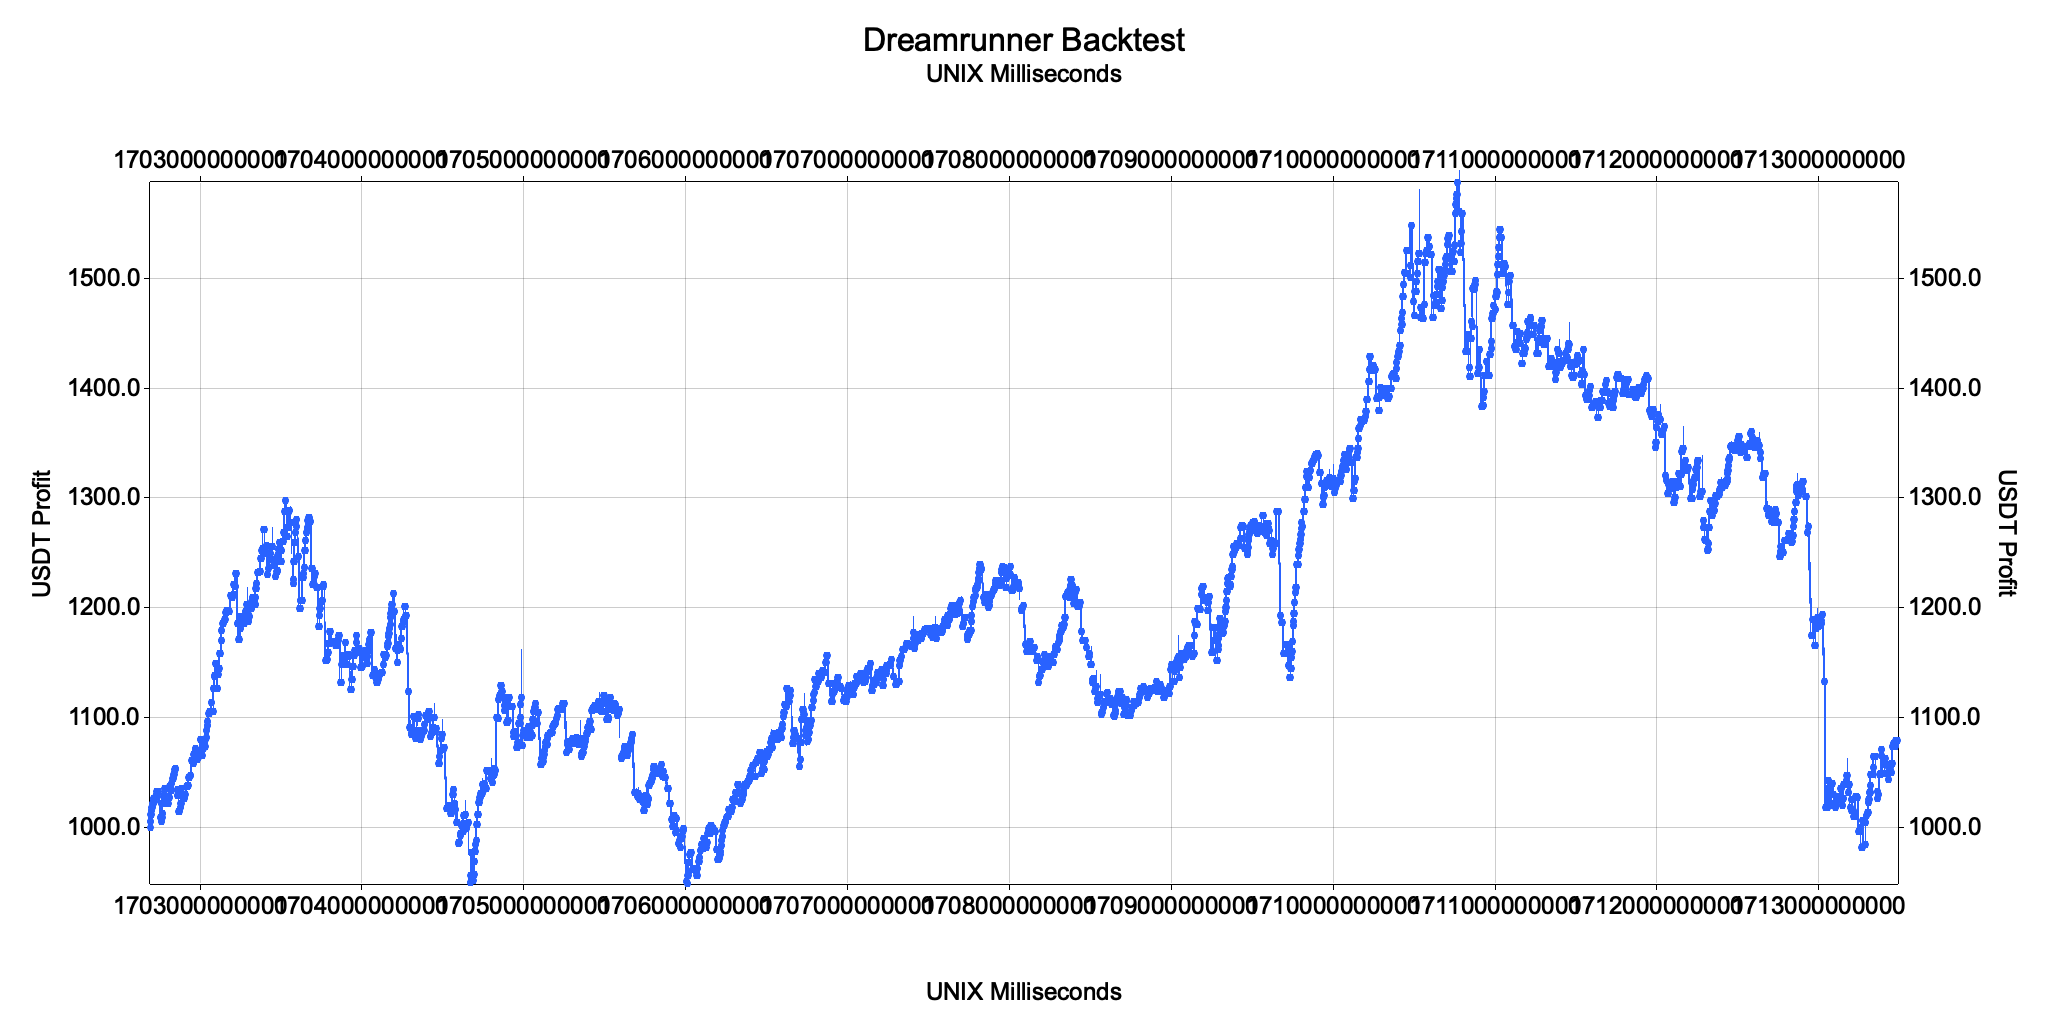 Dreamrunner Backtest
UNIX Milliseconds
1703000000000 1704000000000 1705000000000 1706000000000 1707000000000 1708000000000 1709000000000 1710000000000 1711000000000 1712000000000 1713000000000
1500.0 1500.0
1400.0 1400.0
1300.0 1300.0
USDT Profit USDT Profit
1200.0 1200.0
1100.0 1100.0
1000.0 1000.0
1703000000000 1704000000000 1705000000000 1706000000000 1707000000000 1708000000000 1709000000000 1710000000000 1711000000000 1712000000000 1713000000000
UNIX Milliseconds